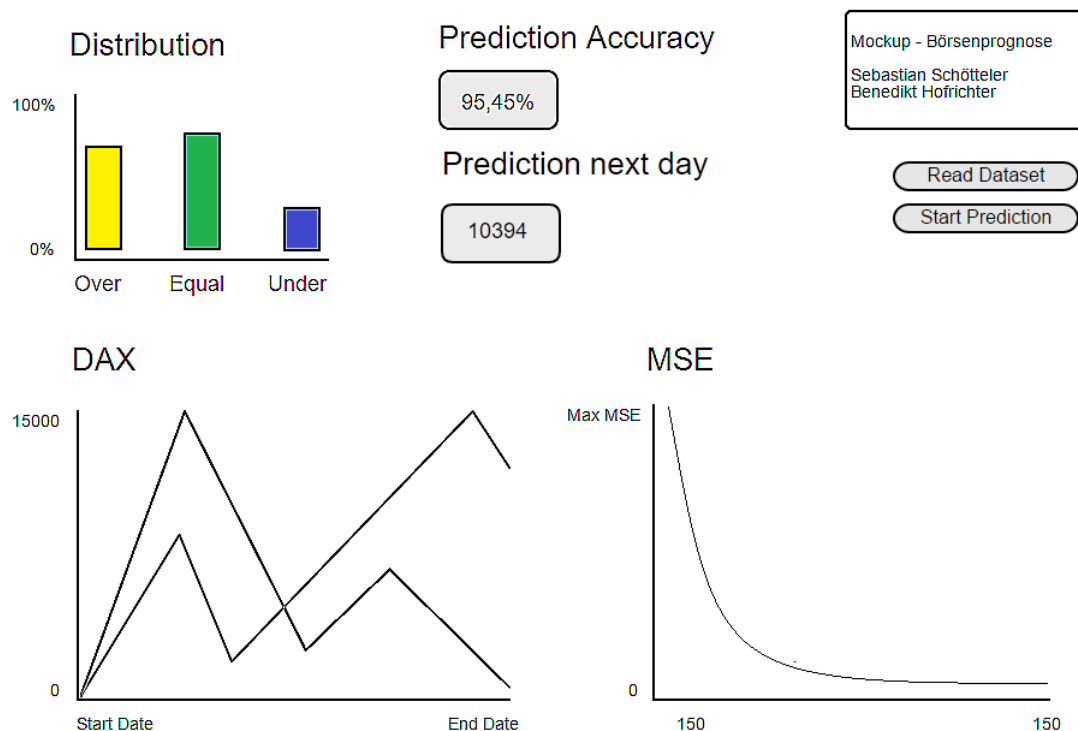 Distribution
100%
0%
Over
Equal
Under
Prediction Accuracy
95,45%
Prediction next day
10394
Mockup - Börsenprognose
Sebastian Schötteler
Benedikt Hofrichter
Read Dataset
Start Prediction
DAX
15000
0
Start Date
End Date
MSE
Max MSE
0
150
150